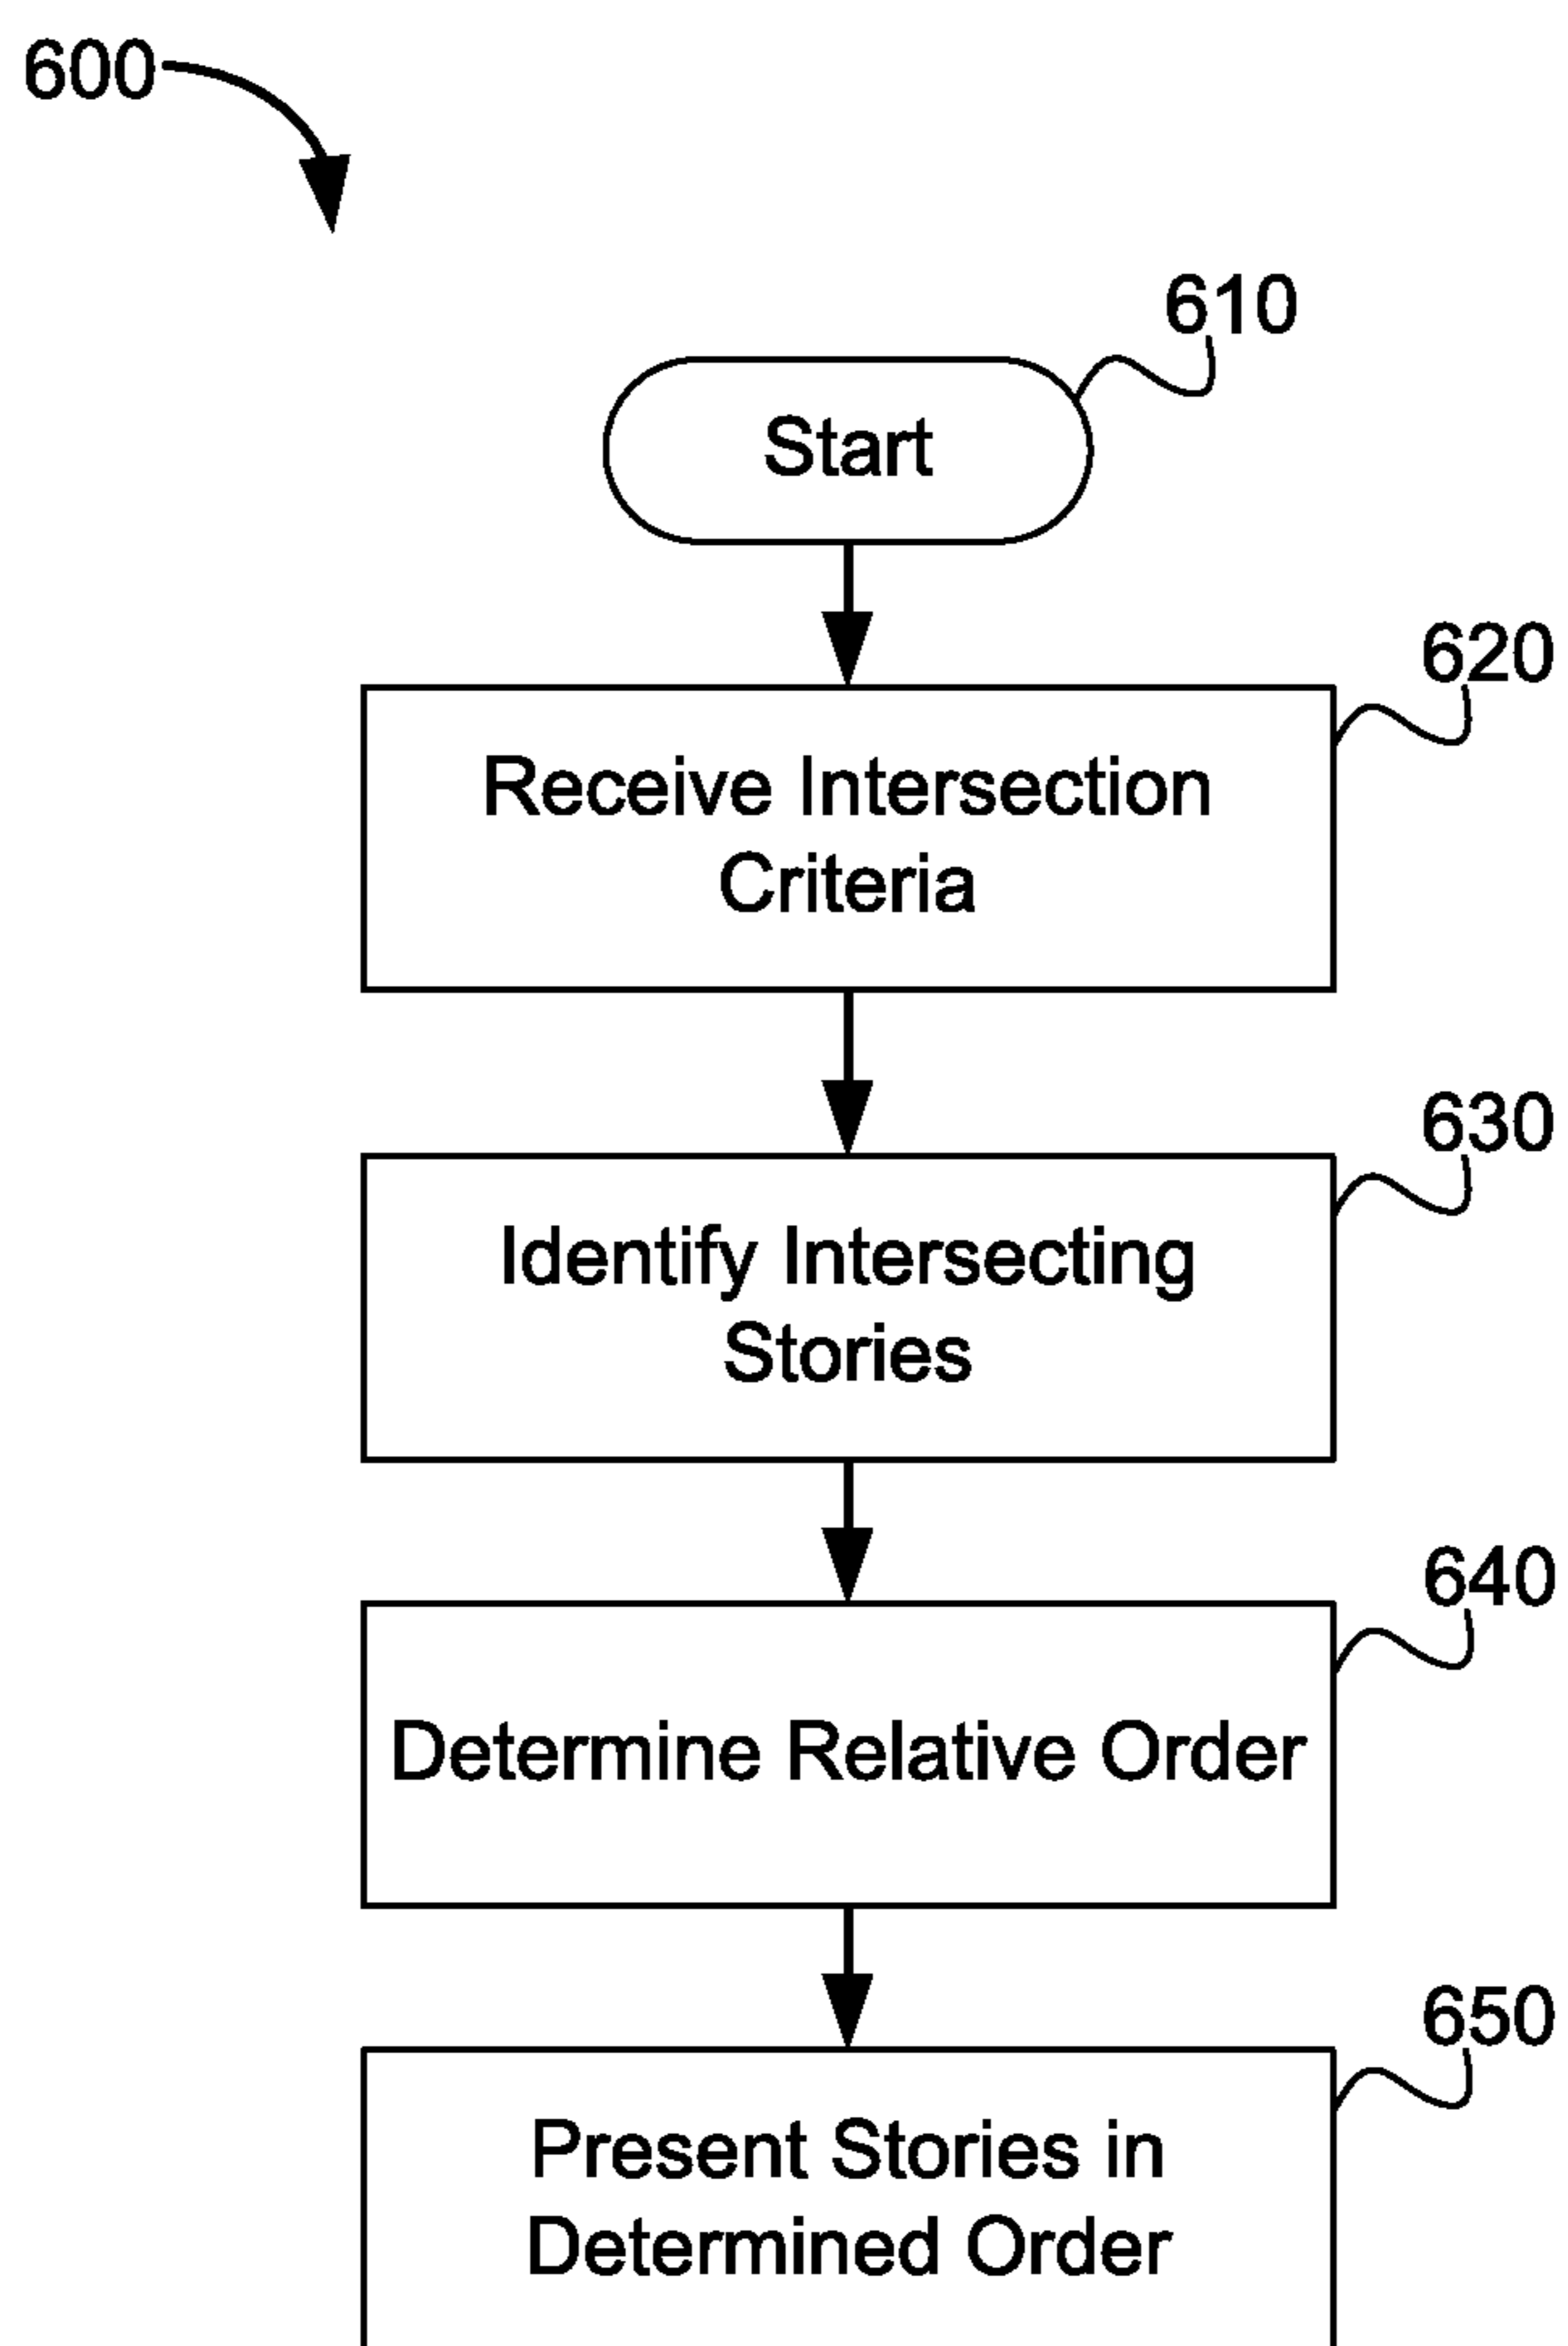 600
610
Start
620
Receive Intersection
Criteria
630
Identify Intersecting
Stories
640
Determine Relative Order
650
Present Stories in
Determined Order